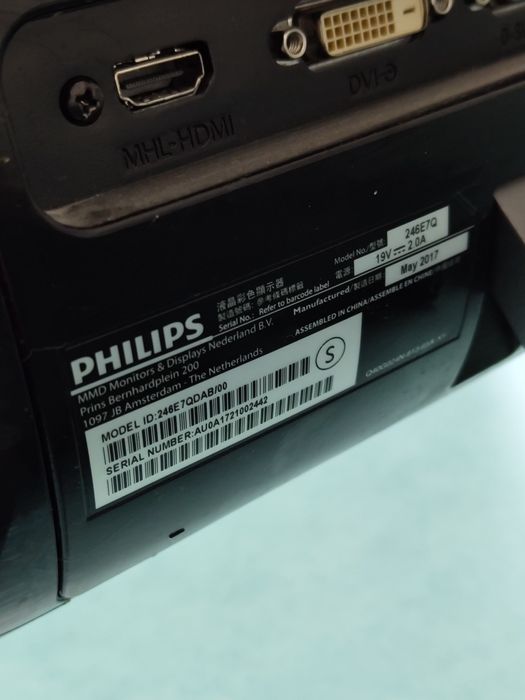 MHL-HDMI
DVI-D
PHILIPS
液晶彩色顯示器
製造號碼: 參考條碼標籤
Serial No.: Refer to barcode label
Model No./型號: 246E7Q
電源: 19V 2.0A
Manufactured/製造日期: May 2017
ASSEMBLED IN CHINA/ASSEMBLE EN CHINE
MMD Monitors & Displays Nederland B.V.
Prins Bernhardplein 200
1097 JB Amsterdam - The Netherlands
MODEL ID:246E7QDAB/00
SERIAL NUMBER:AU0A1721002442
S